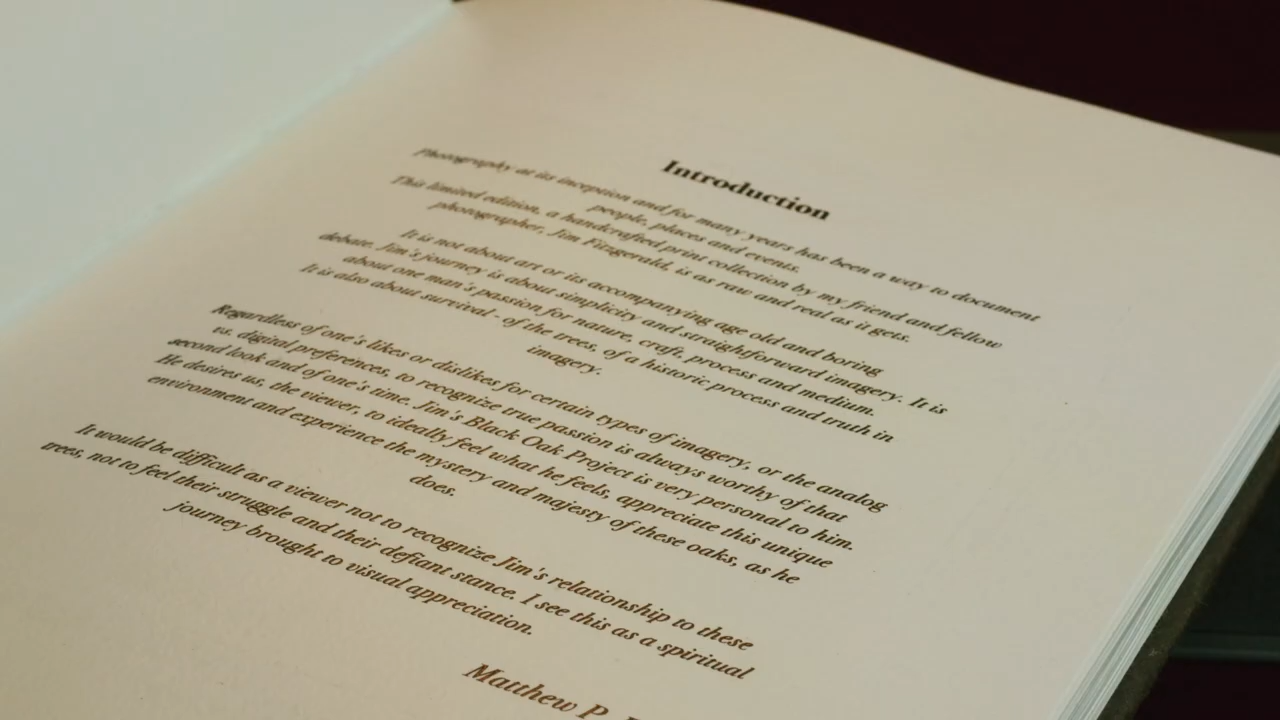 Introduction
Photography at its inception and for many years has been a way to document
people, places and events.
This limited edition, a handcrafted print collection by my friend and fellow
photographer, Jim Fitzgerald, is as raw and real as it gets.
It is not about art or its accompanying age old and boring
debate. Jim's journey is about simplicity and straightforward imagery. It is
about one man's passion for nature, craft, process and medium.
It is also about survival - of the trees, of a historic process and truth in
imagery.
Regardless of one's likes or dislikes for certain types of imagery, or the analog
vs. digital preferences, to recognize true passion is always worthy of that
second look and of one's time. Jim's Black Oak Project is very personal to him.
He desires us, the viewer, to ideally feel what he feels, appreciate this unique
environment and experience the mystery and majesty of these oaks, as he
does.
It would be difficult as a viewer not to recognize Jim's relationship to these
trees, not to feel their struggle and their defiant stance. I see this as a spiritual
journey brought to visual appreciation.
Matthew P.